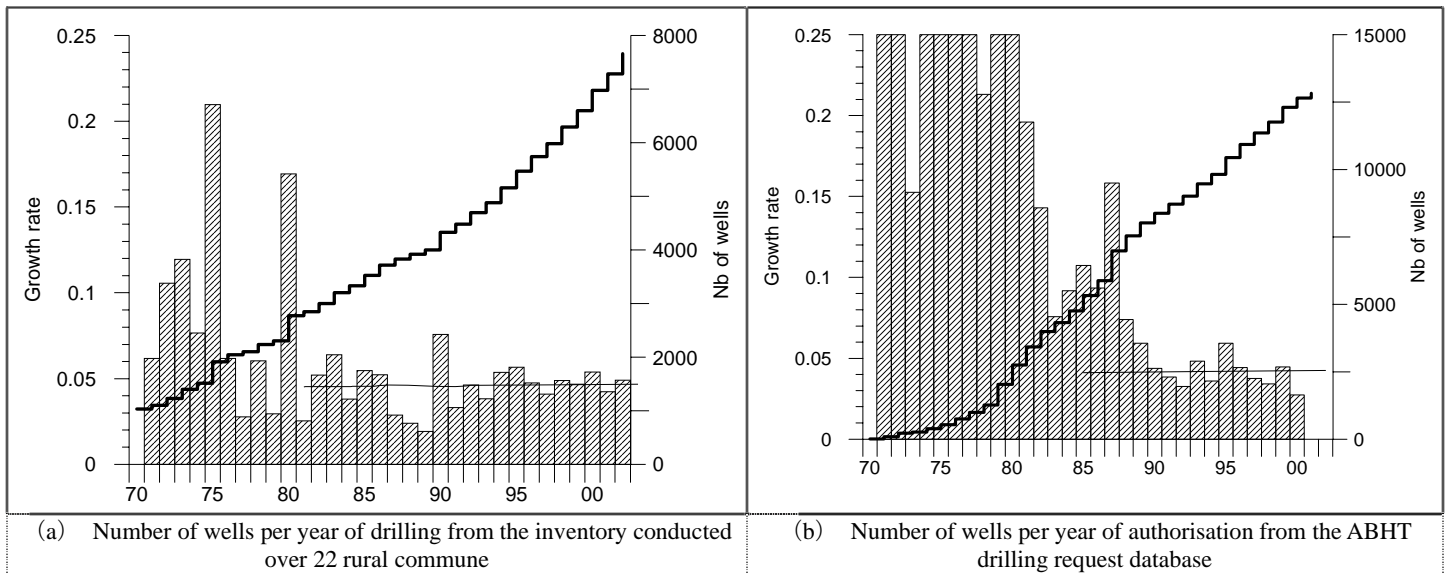 0.25
0.2
0.15
0.1
0.05
0
Growth rate
8000
6000
4000
2000
0
Nb of wells
70 75 80 85 90 95 00
(a) Number of wells per year of drilling from the inventory conducted
over 22 rural commune
0.25
0.2
0.15
0.1
0.05
0
Growth rate
15000
10000
5000
0
Nb of wells
70 75 80 85 90 95 00
(b) Number of wells per year of authorisation from the ABHT
drilling request database